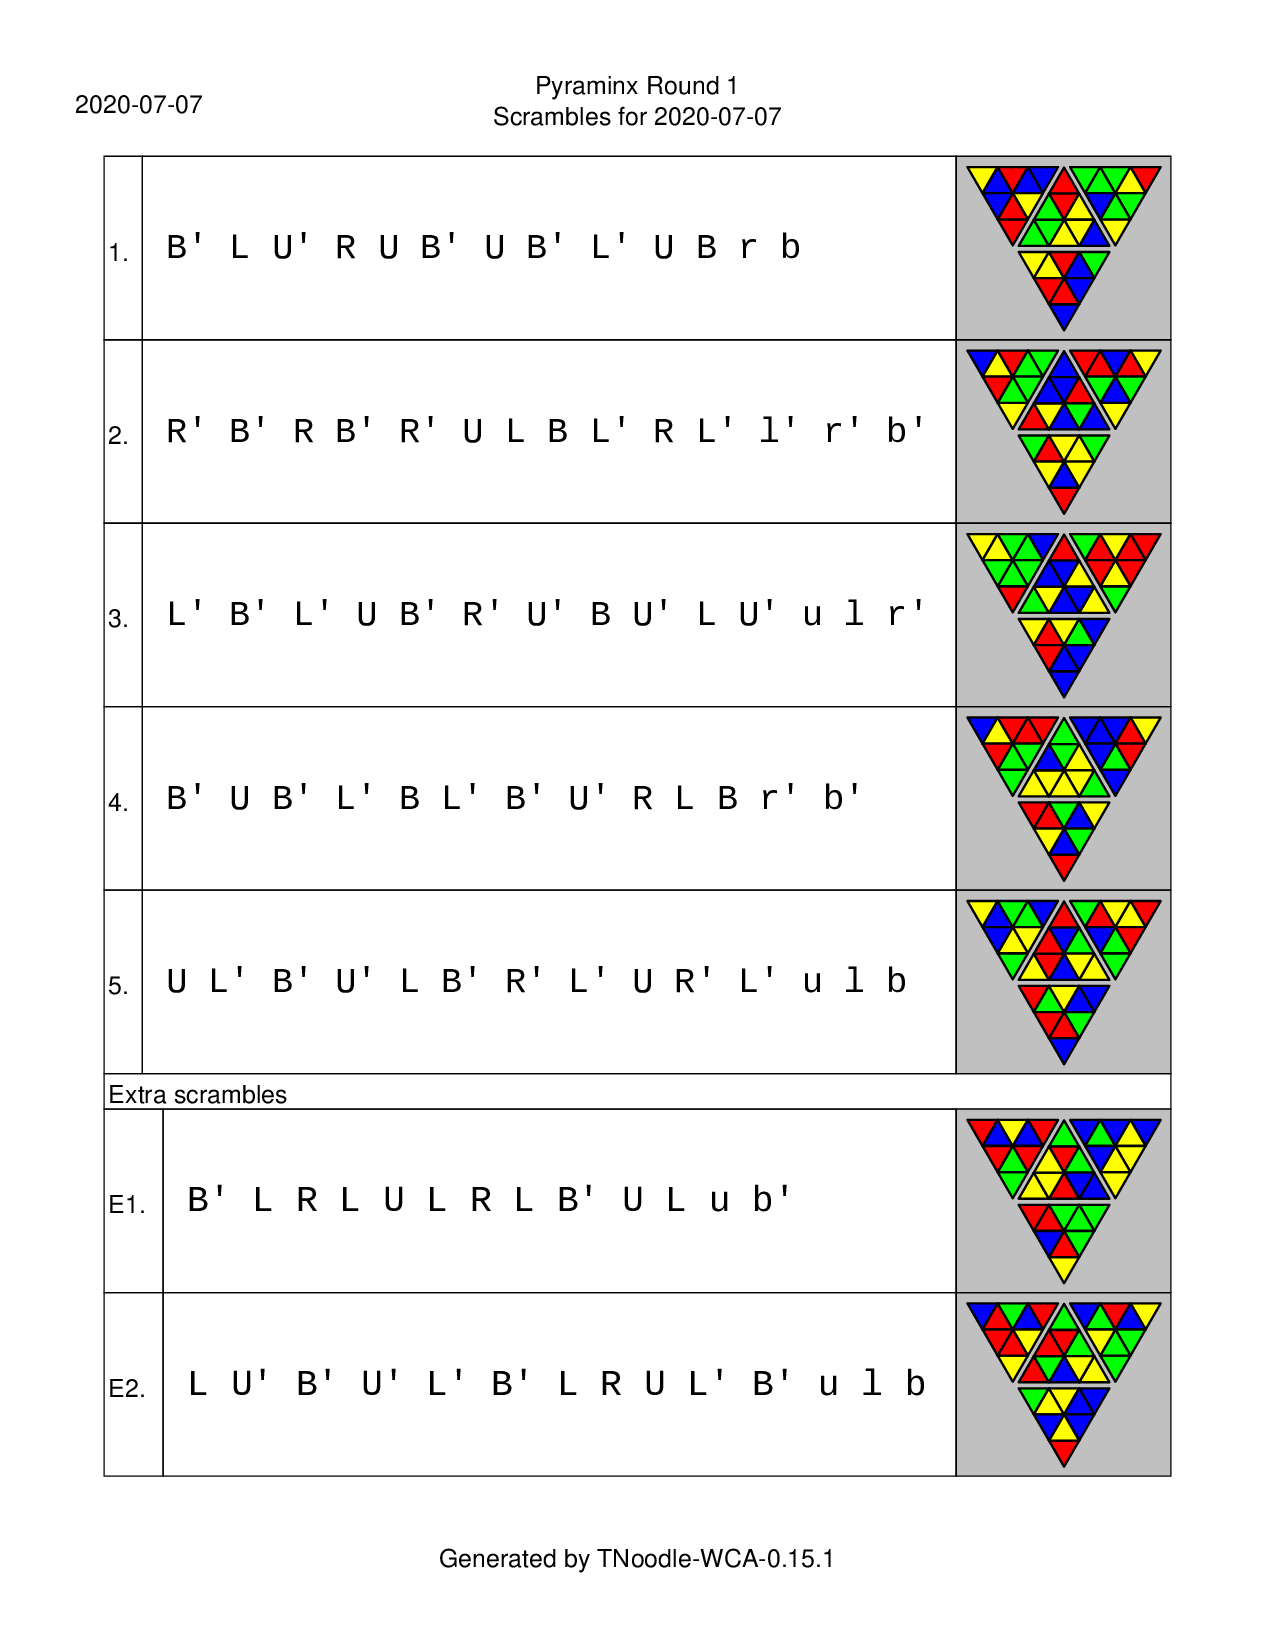 Pyraminx Round 1
2020-07-07
Scrambles for 2020-07-07
1. B' L U' R U B' U B' L' U B r b
2. R' B' R B' R' U L B L' R L' l' r' b'
3. L' B' L' U B' R' U' B U' L U' u l r'
4. B' U B' L' B L' B' U' R L B r' b'
5. U L' B' U' L B' R' L' U R' L' u l b
Extra scrambles
E1. B' L R L U L R L B' U L u b'
E2. L U' B' U' L' B' L R U L' B' u l b
Generated by TNoodle-WCA-0.15.1